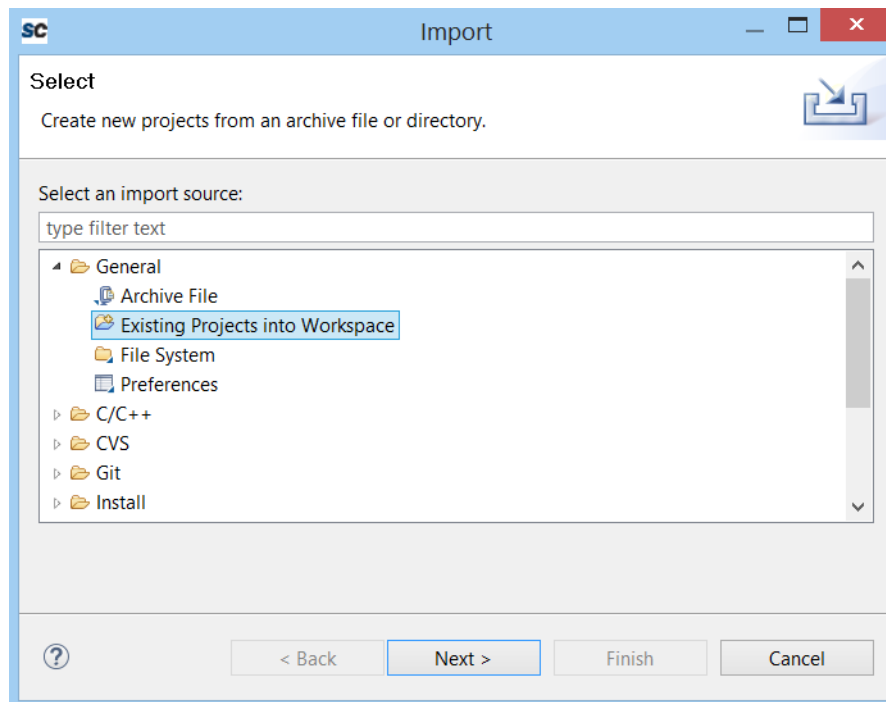 SC Import
Select
Create new projects from an archive file or directory.
Select an import source:
type filter text
General
Archive File
Existing Projects into Workspace
File System
Preferences
C/C++
CVS
Git
Install
? < Back Next > Finish Cancel